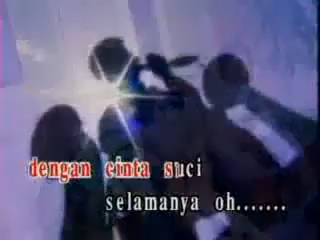 dengan cinta suci
selamanya oh.......